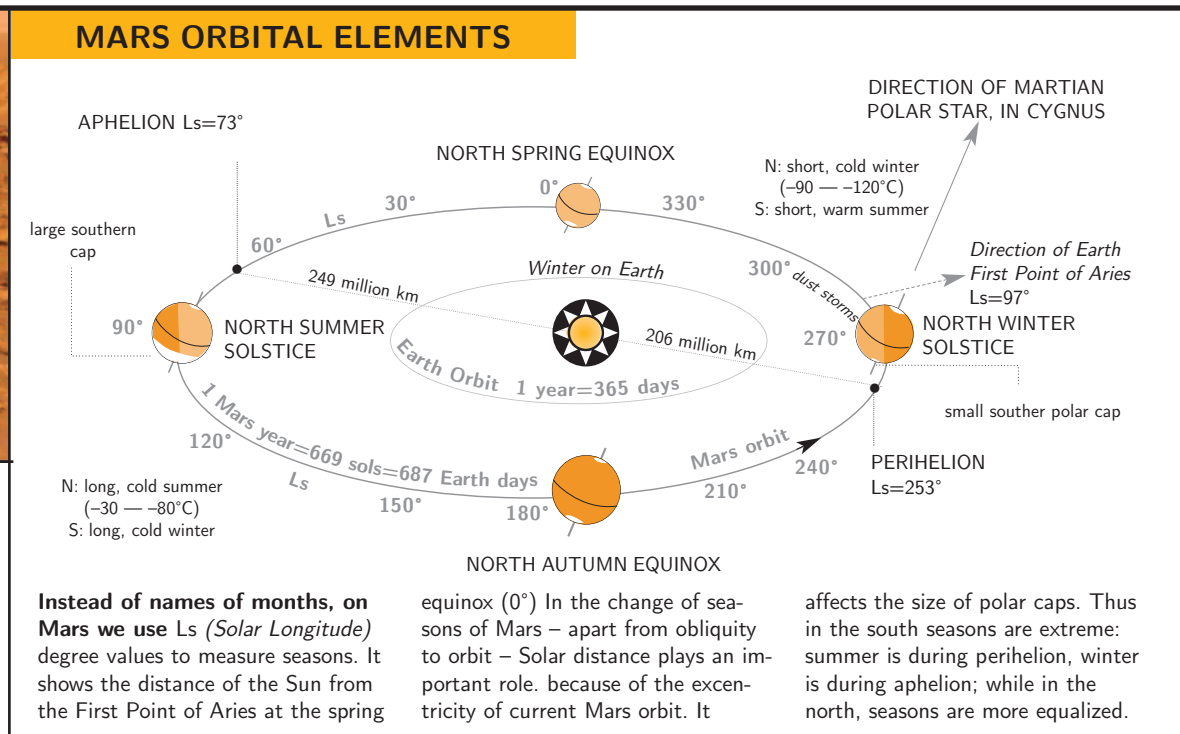 MARS ORBITAL ELEMENTS
DIRECTION OF MARTIAN
POLAR STAR, IN CYGNUS
APHELION Ls=73°
NORTH SPRING EQUINOX
N: short, cold winter
(–90 — –120°C)
S: short, warm summer
0°
30°
330°
Ls
large southern
cap
60°
Direction of Earth
First Point of Aries
Ls=97°
300°
dust storms
Winter on Earth
249 million km
90°
NORTH SUMMER
SOLSTICE
206 million km
270°
NORTH WINTER
SOLSTICE
Earth Orbit 1 year=365 days
small souther polar cap
1 Mars year=669 sols=687 Earth days
120°
Ls
Mars orbit
240°
PERIHELION
Ls=253°
N: long, cold summer
(–30 — –80°C)
S: long, cold winter
150°
180°
210°
NORTH AUTUMN EQUINOX
Instead of names of months, on
Mars we use Ls (Solar Longitude)
degree values to measure seasons. It
shows the distance of the Sun from
the First Point of Aries at the spring
equinox (0°) In the change of sea-
sons of Mars – apart from obliquity
to orbit – Solar distance plays an im-
portant role. because of the excen-
tricity of current Mars orbit. It
affects the size of polar caps. Thus
in the south seasons are extreme:
summer is during perihelion, winter
is during aphelion; while in the
north, seasons are more equalized.